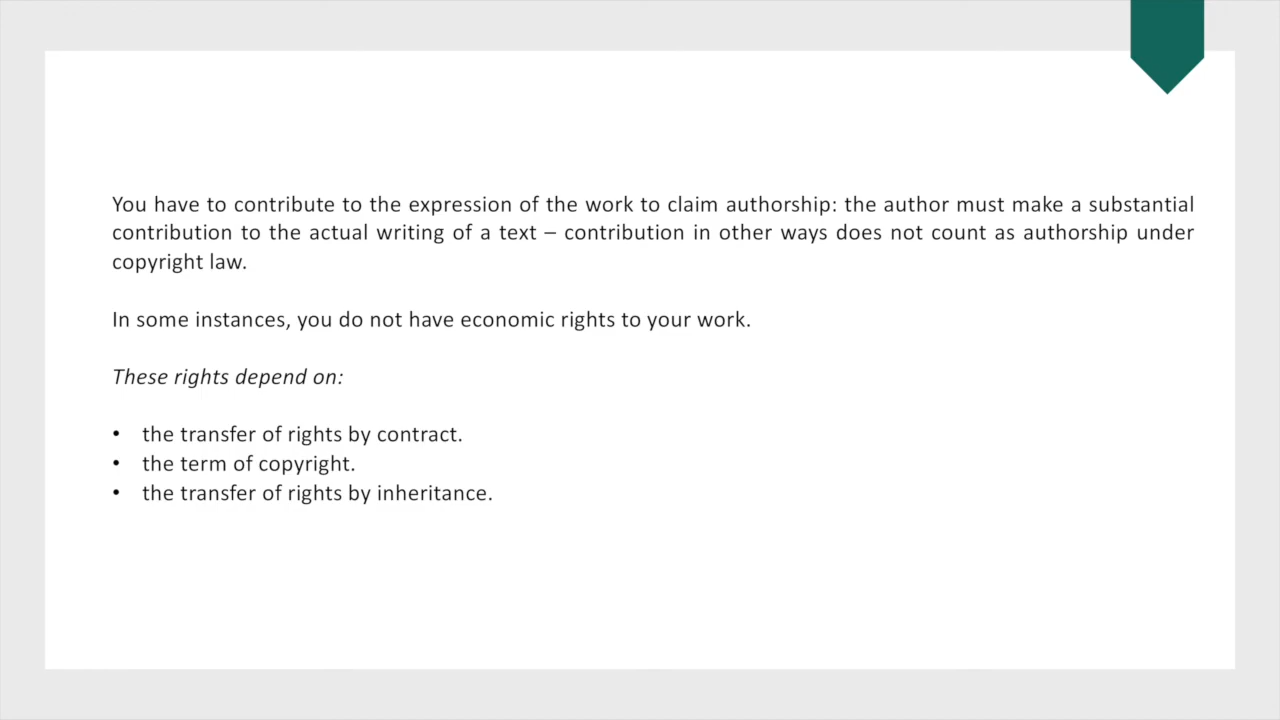 You have to contribute to the expression of the work to claim authorship: the author must make a substantial
contribution to the actual writing of a text – contribution in other ways does not count as authorship under
copyright law.
In some instances, you do not have economic rights to your work.
These rights depend on:
• the transfer of rights by contract.
• the term of copyright.
• the transfer of rights by inheritance.